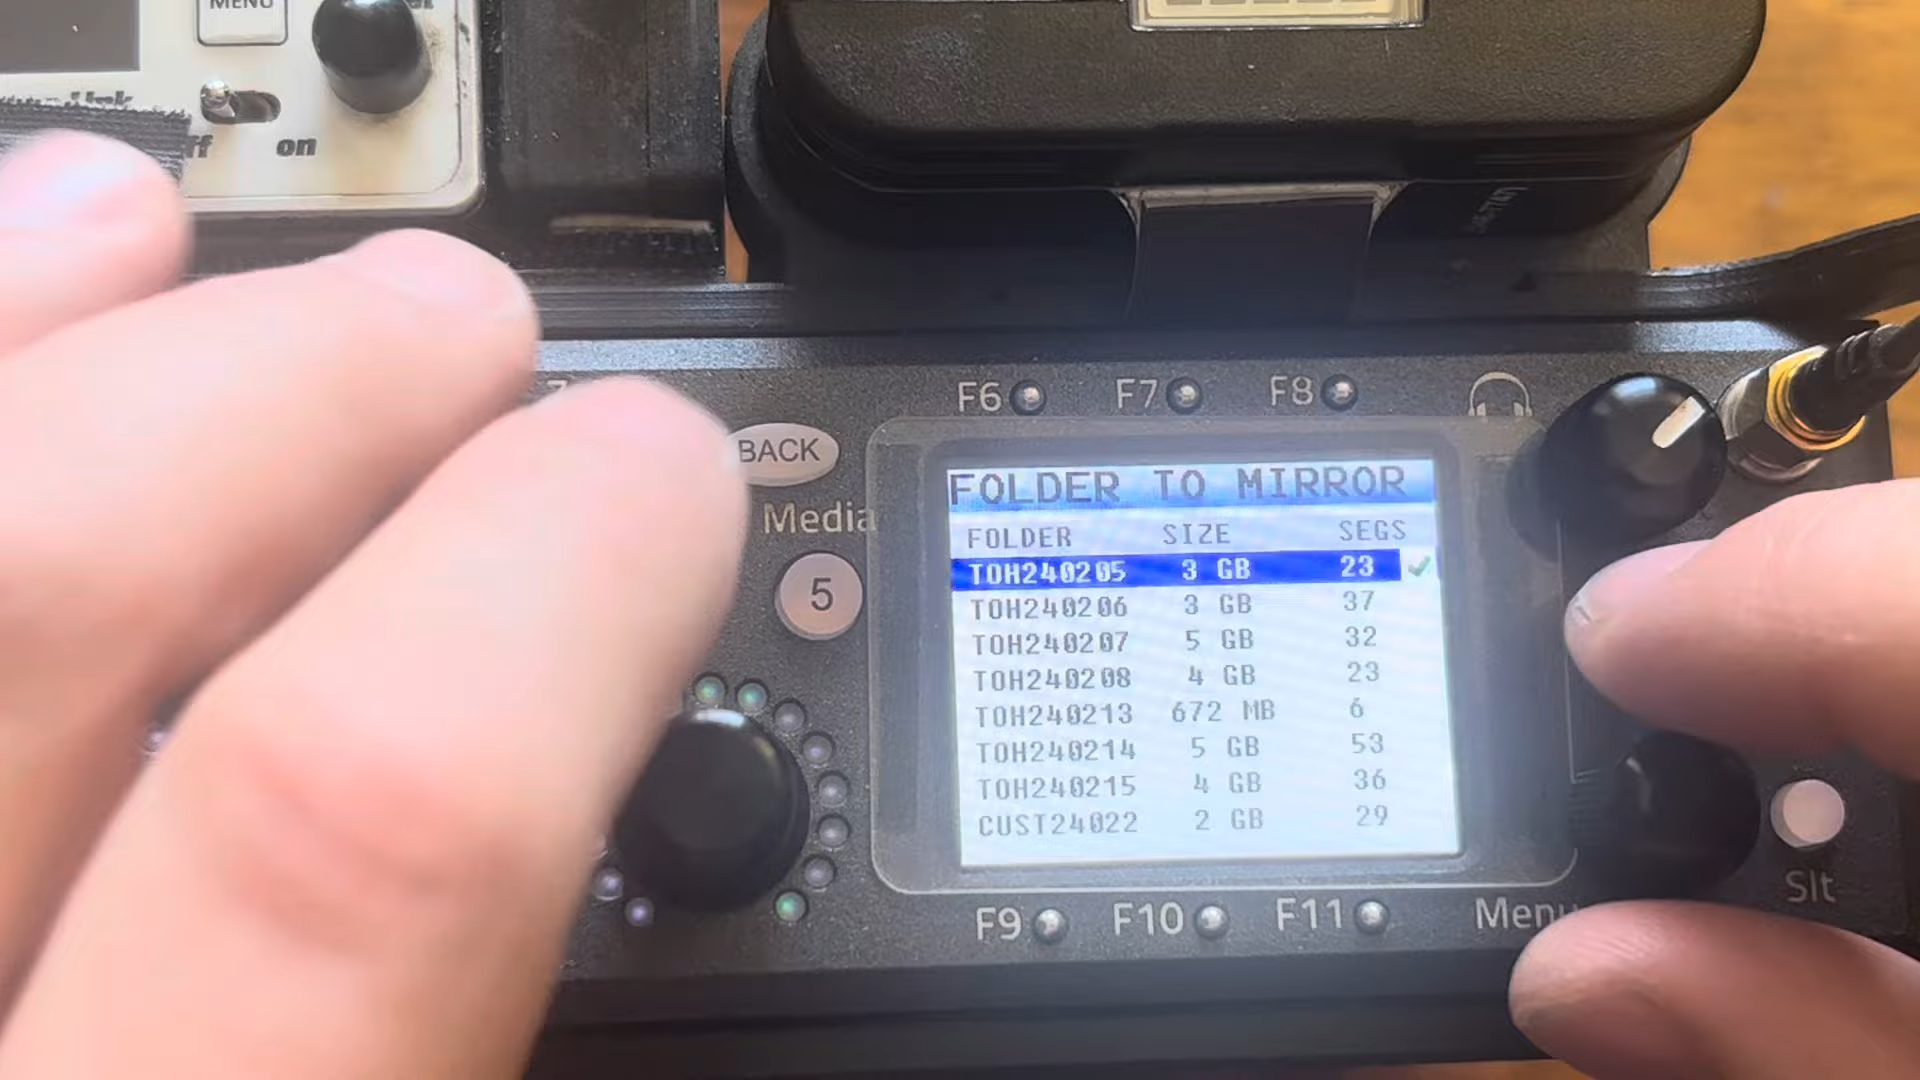 MENU
on
F6 F7 F8
BACK
Media
5
FOLDER TO MIRROR
FOLDER SIZE SEGS
TOH240205 3 GB 23
TOH240206 3 GB 37
TOH240207 5 GB 32
TOH240208 4 GB 23
TOH240213 672 MB 6
TOH240214 5 GB 53
TOH240215 4 GB 36
CUST24022 2 GB 29
F9 F10 F11
Menu
Slt